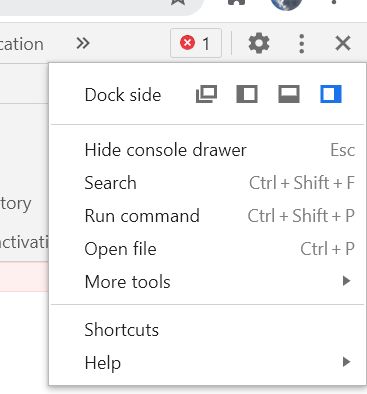 cation » 1
Dock side
Hide console drawer Esc
Search Ctrl + Shift + F
tory
Run command Ctrl + Shift + P
activati
Open file Ctrl + P
More tools
Shortcuts
Help